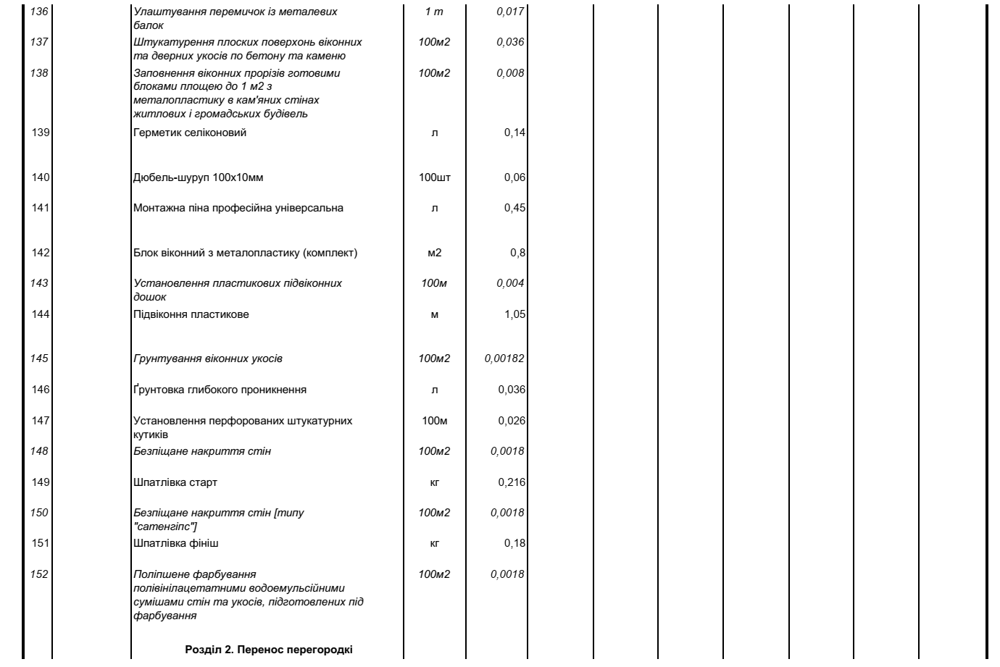 136 Улаштування перемичок із металевих 1 т 0,017
балок
137 Штукатурення плоских поверхонь віконних 100м2 0,036
та дверних укосів по бетону та каменю
138 Заповнення віконних прорізів готовими 100м2 0,008
блоками площею до 1 м2 з
металопластику в кам'яних стінах
житлових і громадських будівель
139 Герметик селіконовий л 0,14
140 Дюбель-шуруп 100х10мм 100шт 0,06
141 Монтажна піна професійна універсальна л 0,45
142 Блок віконний з металопластику (комплект) м2 0,8
143 Установлення пластикових підвіконних 100м 0,004
дошок
144 Підвіконня пластикове м 1,05
145 Грунтування віконних укосів 100м2 0,00182
146 Ґрунтовка глибокого проникнення л 0,036
147 Установлення перфорованих штукатурних 100м 0,026
кутиків
148 Безпіщане накриття стін 100м2 0,0018
149 Шпатлівка старт кг 0,216
150 Безпіщане накриття стін [типу 100м2 0,0018
"сатенгіпс"]
151 Шпатлівка фініш кг 0,18
152 Поліпшене фарбування 100м2 0,0018
полівінілацетатними водоемульсійними
сумішами стін та укосів, підготовлених під
фарбування
Розділ 2. Перенос перегородкі